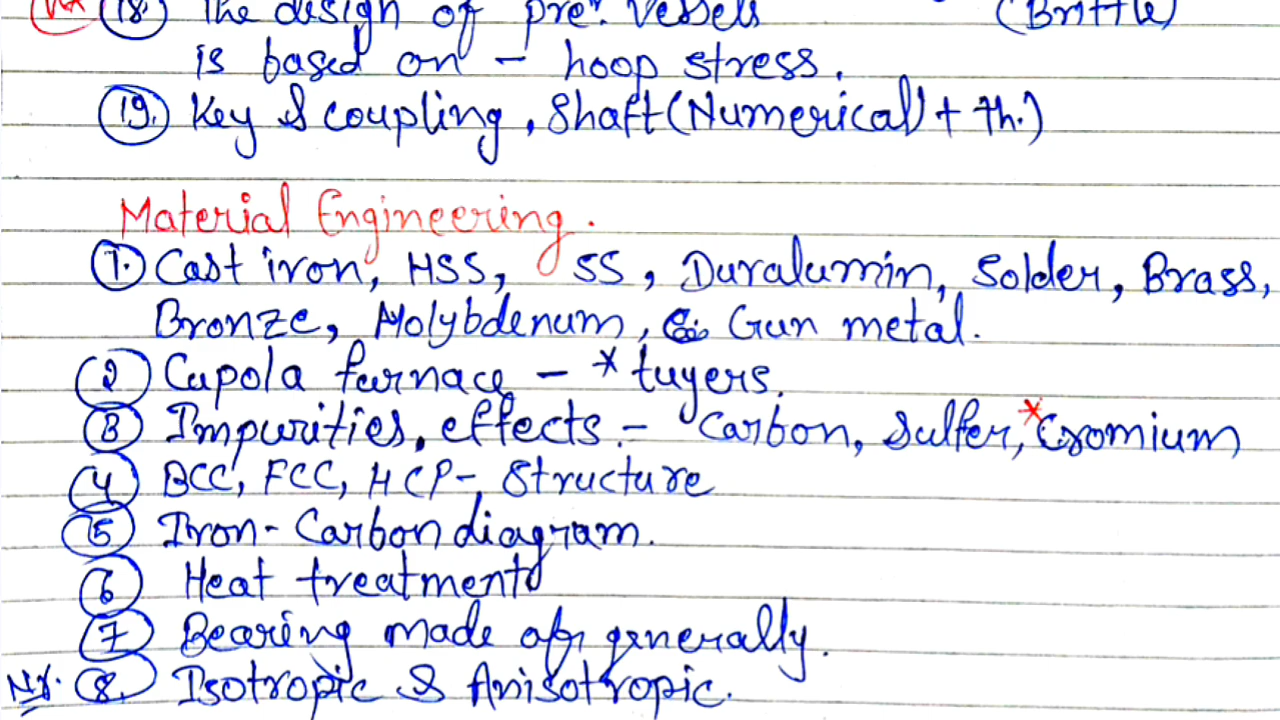 (18.) The design of pre^r. vessels (Brittle)
is based on - hoop stress.
(19.) Key & coupling, Shaft (Numerical + th.)
Material Engineering.
(1.) Cast iron, HSS, SS, Duralumin, Solder, Brass,
Bronze, Molybdenum, Gun metal.
(2) Cupola furnace - * tuyers.
(3) Impurities, effects - Carbon, Sulfer, *Cromium
(4) BCC, FCC, HCP-, Structure
(5) Iron-Carbon diagram.
(6) Heat treatment
(7) Bearing made of generally.
(8.) Isotropic & Anisotropic.